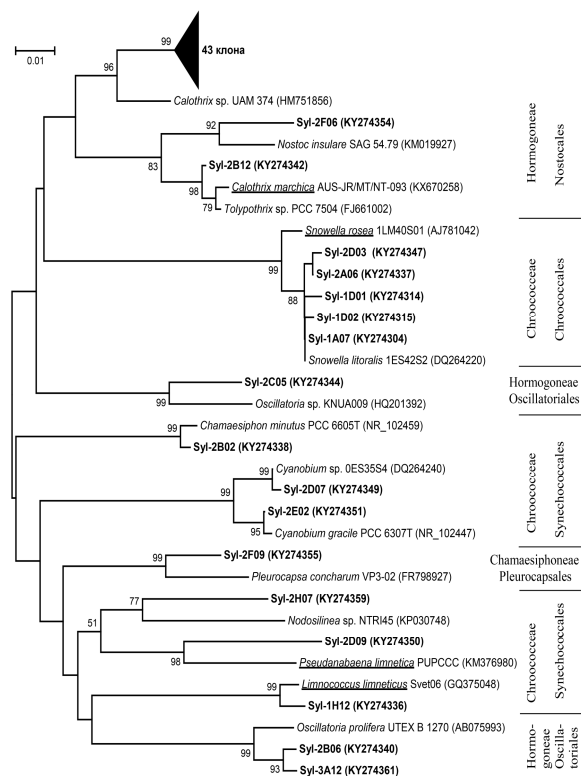 99
43 клона
0.01
96
Calothrix sp. UAM 374 (HM751856)
Syl-2F06 (KY274354)
92
Nostoc insulare SAG 54.79 (KM019927)
83
Syl-2B12 (KY274342)
98
Calothrix marchica AUS-JR/MT/NT-093 (KX670258)
79
Tolypothrix sp. PCC 7504 (FJ661002)
Hormogoneae
Nostocales
Snowella rosea 1LM40S01 (AJ781042)
99
Syl-2D03 (KY274347)
Syl-2A06 (KY274337)
88
Syl-1D01 (KY274314)
Syl-1D02 (KY274315)
Syl-1A07 (KY274304)
Snowella litoralis 1ES42S2 (DQ264220)
Chroococceae
Chroococcales
Syl-2C05 (KY274344)
99
Oscillatoria sp. KNUA009 (HQ201392)
Hormogoneae
Oscillatoriales
Chamaesiphon minutus PCC 6605T (NR_102459)
99
Syl-2B02 (KY274338)
Cyanobium sp. 0ES35S4 (DQ264240)
99
Syl-2D07 (KY274349)
99
Syl-2E02 (KY274351)
95
Cyanobium gracile PCC 6307T (NR_102447)
Chroococceae
Synechococcales
Syl-2F09 (KY274355)
99
Pleurocapsa concharum VP3-02 (FR798927)
Chamaesiphoneae
Pleurocapsales
Syl-2H07 (KY274359)
77
Nodosilinea sp. NTRI45 (KP030748)
51
Syl-2D09 (KY274350)
98
Pseudanabaena limnetica PUPCCC (KM376980)
Limnococcus limneticus Svet06 (GQ375048)
99
Syl-1H12 (KY274336)
Chroococceae
Synechococcales
Oscillatoria prolifera UTEX B 1270 (AB075993)
99
Syl-2B06 (KY274340)
93
Syl-3A12 (KY274361)
Hormo-
goneae
Oscilla-
toriales